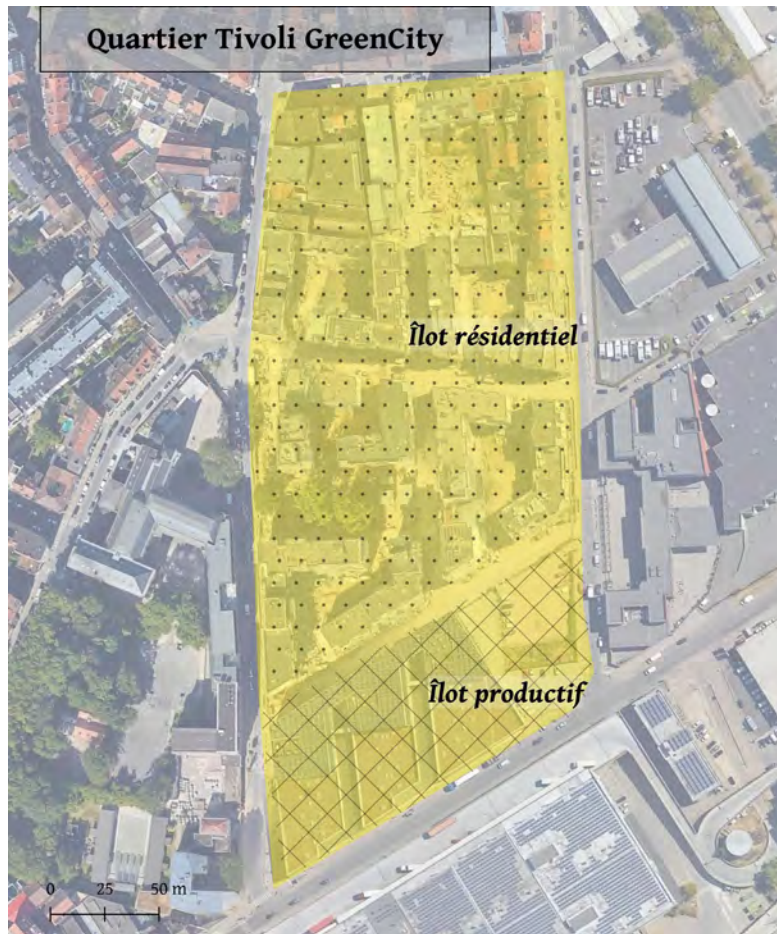 Quartier Tivoli GreenCity
Îlot résidentiel
Îlot productif
0 25 50 m